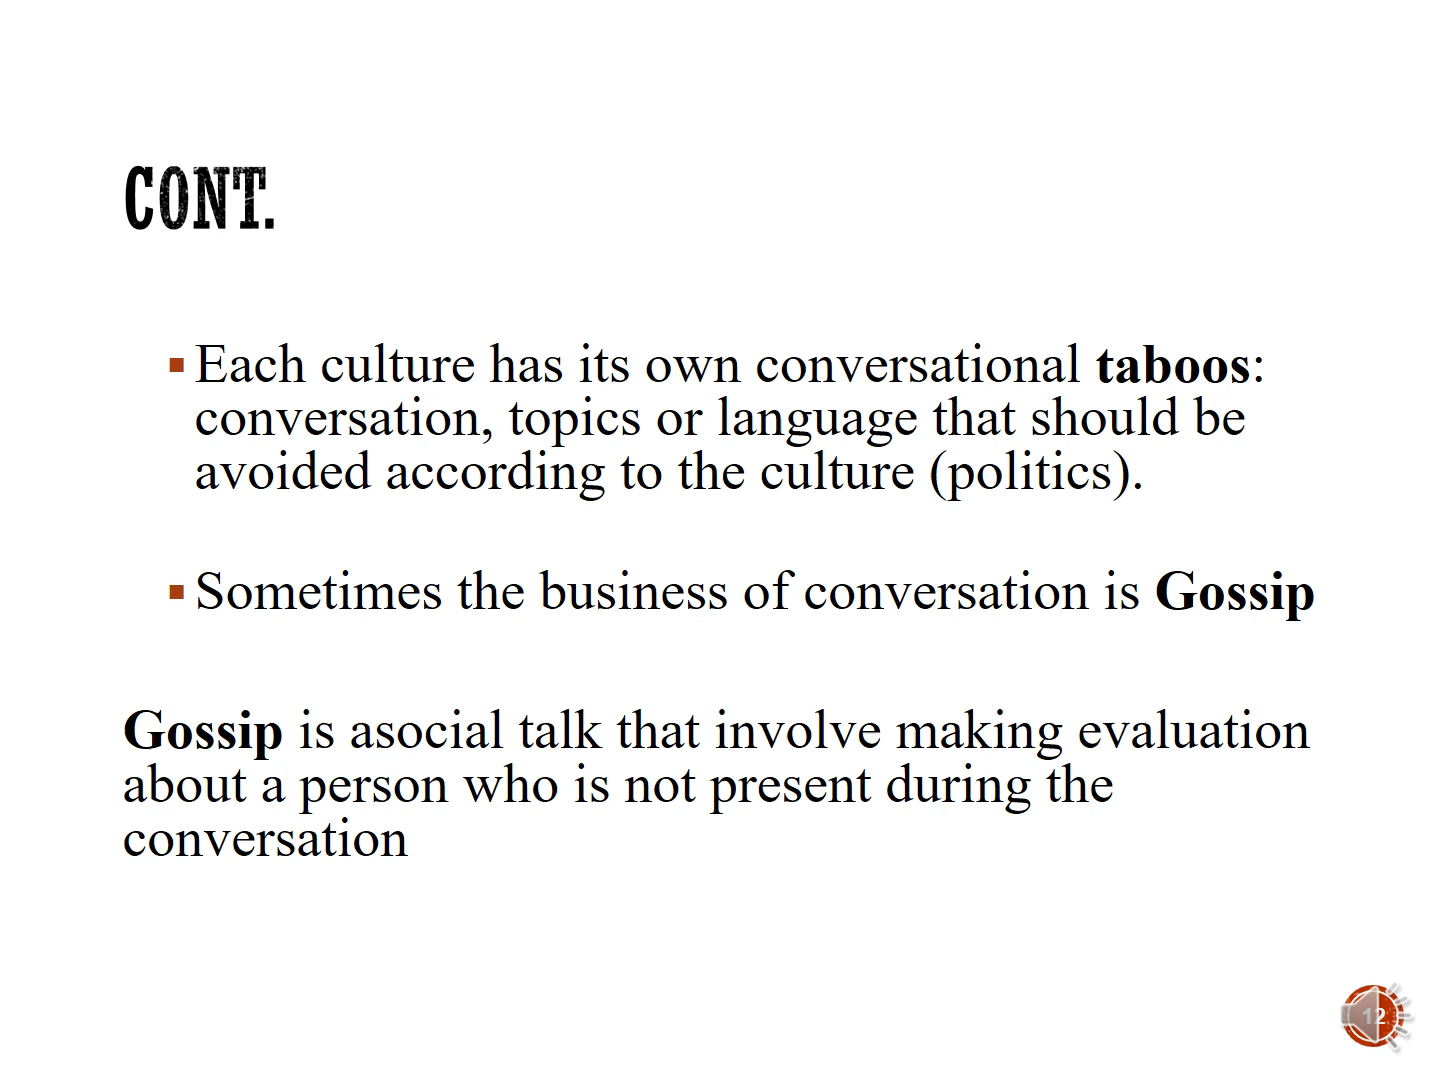 CONT.
▪Each culture has its own conversational taboos:
conversation, topics or language that should be
avoided according to the culture (politics).
▪Sometimes the business of conversation is Gossip
Gossip is asocial talk that involve making evaluation
about a person who is not present during the
conversation
12